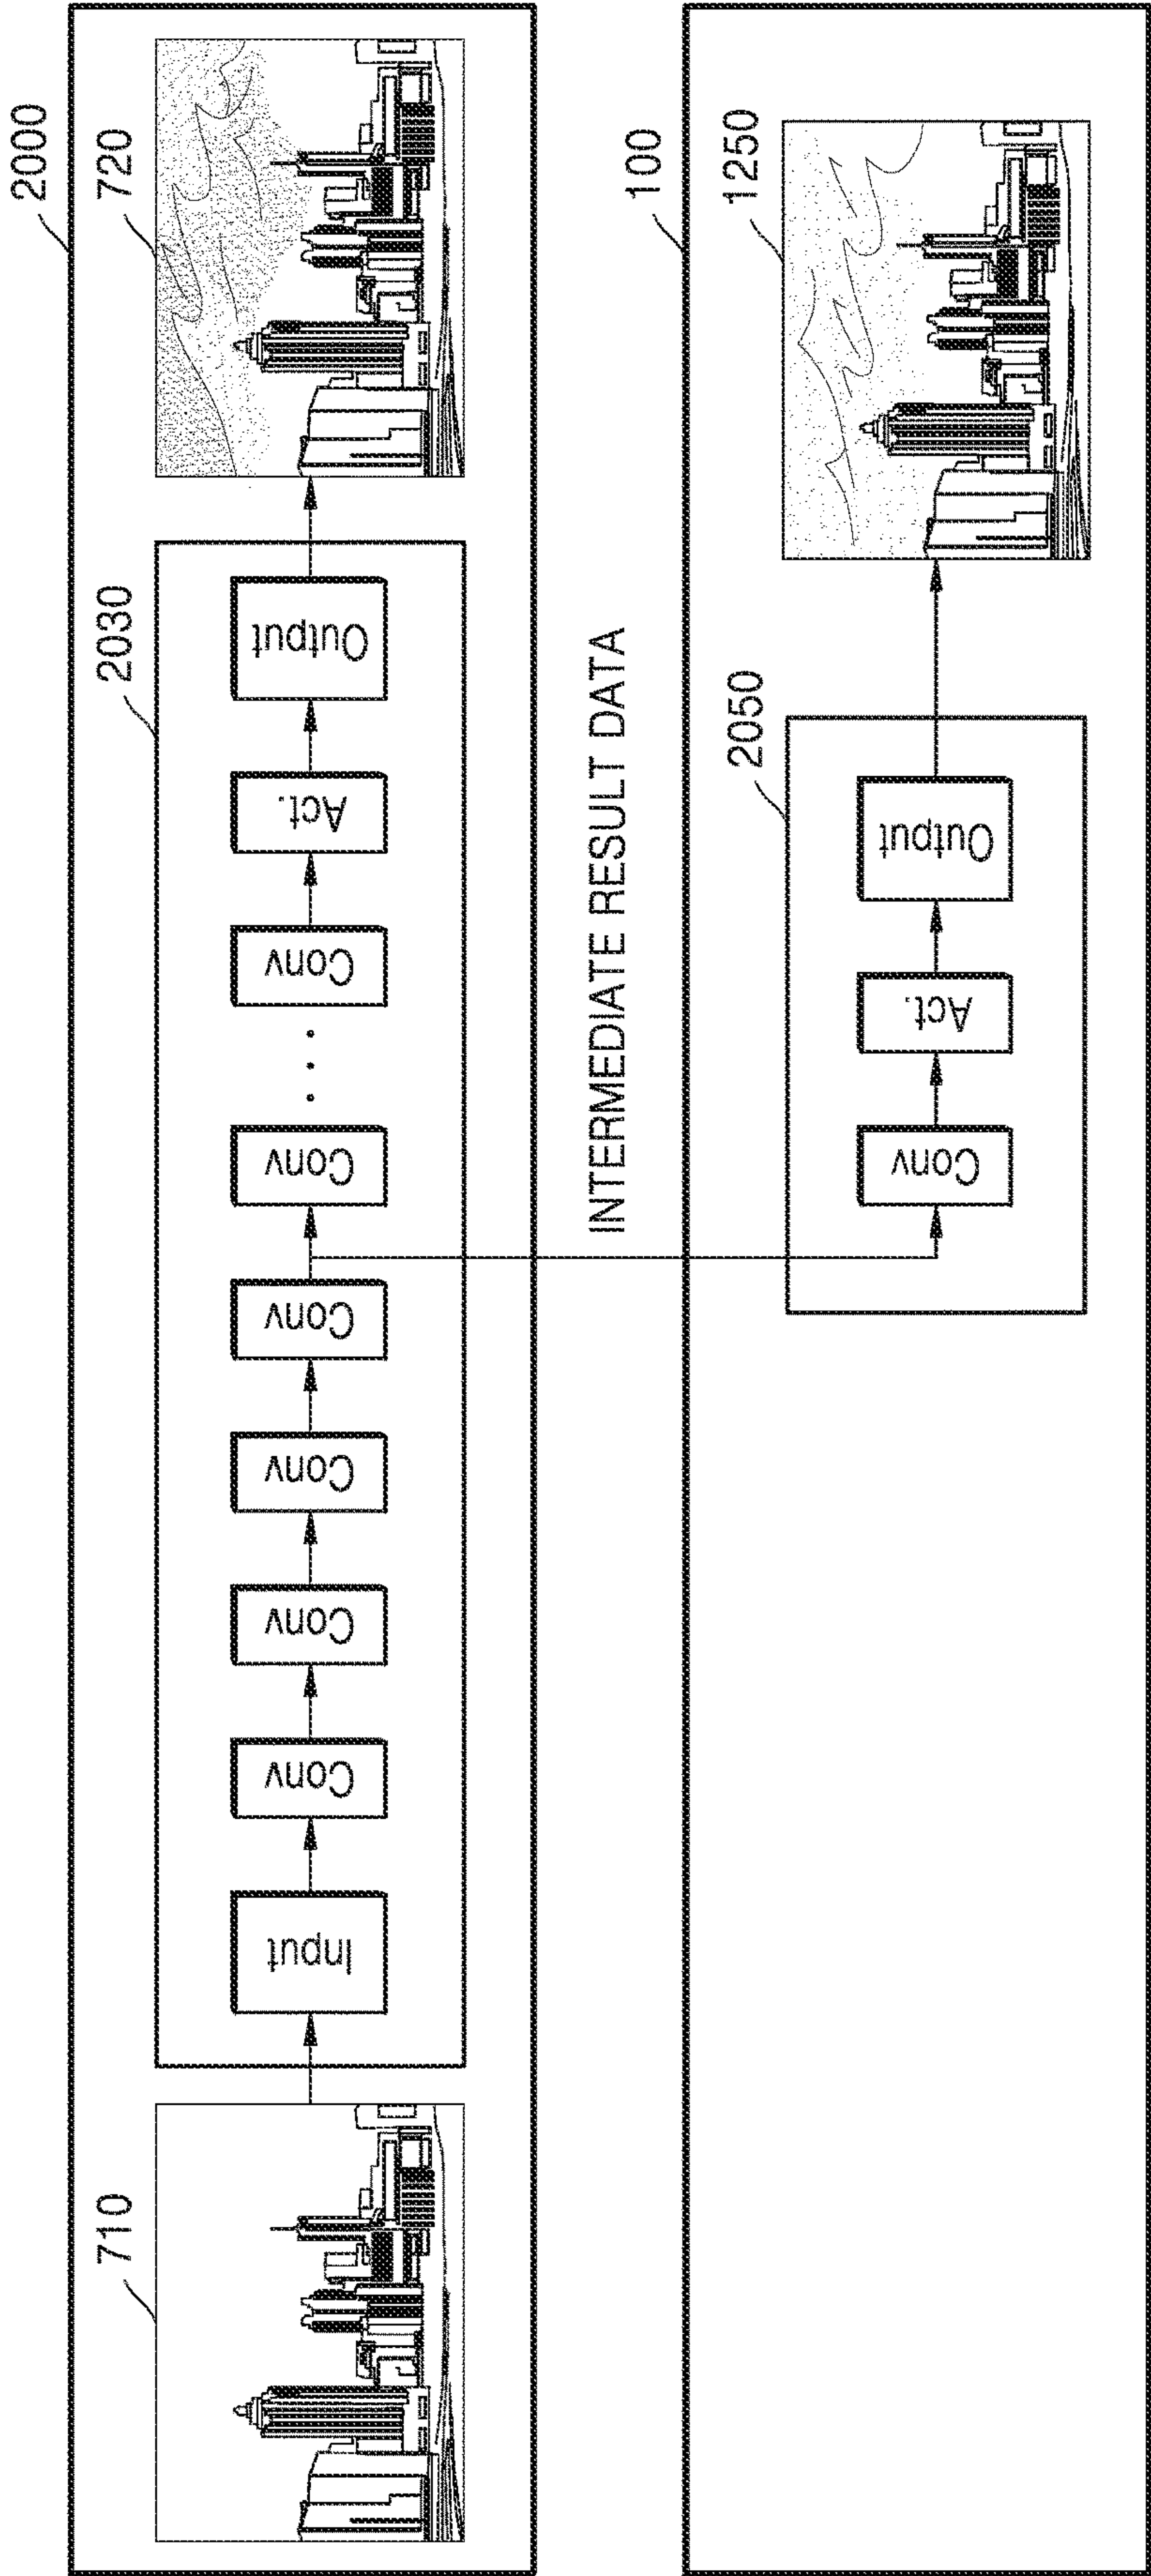 2000
710
2030
720
Input
Conv
Conv
Conv
Conv
Conv
. . .
Conv
Act.
Output
INTERMEDIATE RESULT DATA
100
2050
1250
Conv
Act.
Output